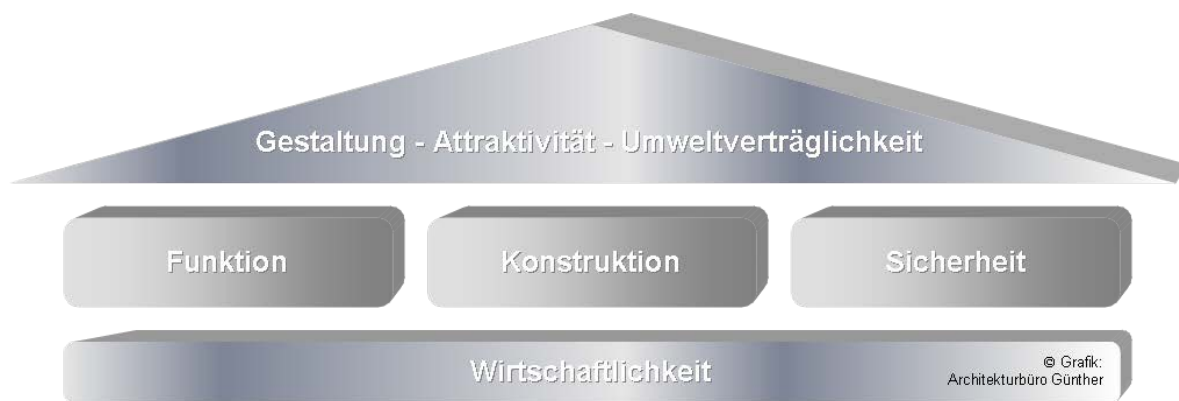 Gestaltung - Attraktivität - Umweltverträglichkeit
Funktion
Konstruktion
Sicherheit
Wirtschaftlichkeit
© Grafik:
Architekturbüro Günther